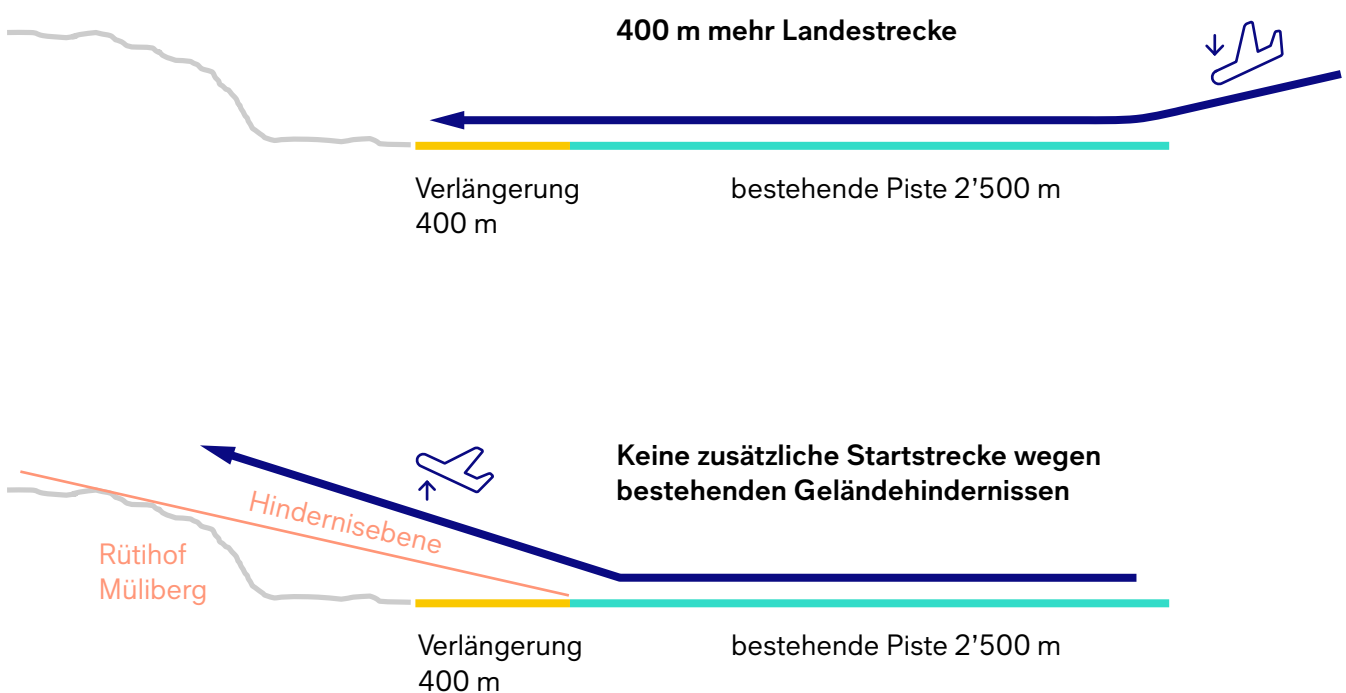 400 m mehr Landestrecke
Verlängerung
400 m
bestehende Piste 2’500 m
Keine zusätzliche Startstrecke wegen
bestehenden Geländehindernissen
Hindernisebene
Rütihof
Müliberg
Verlängerung
400 m
bestehende Piste 2’500 m